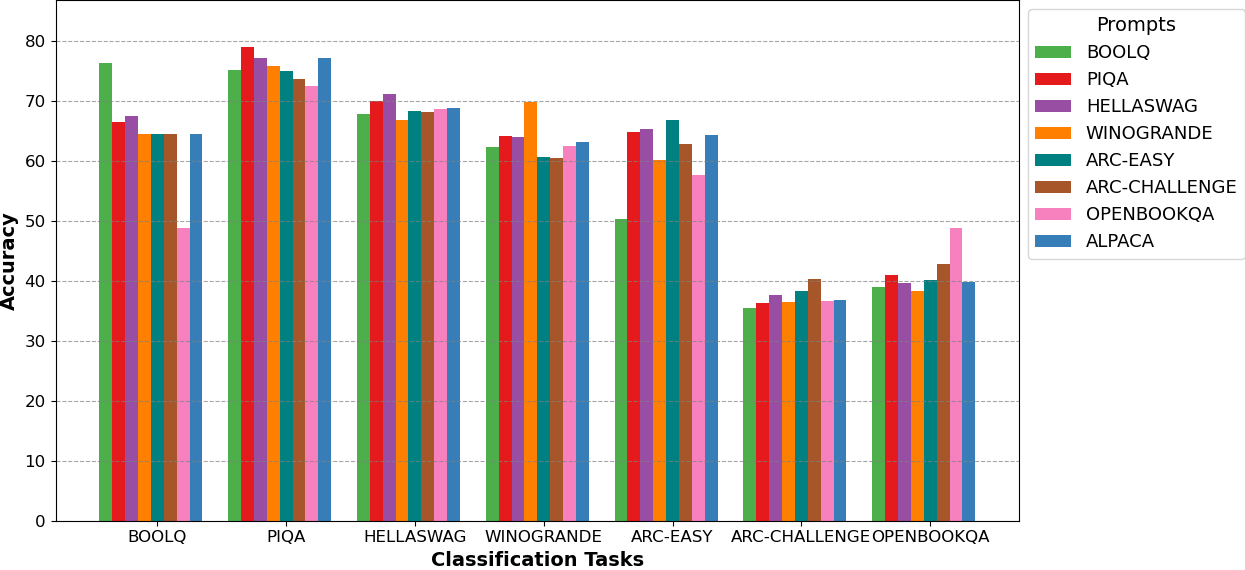 Prompts
BOOLQ
PIQA
HELLASWAG
WINOGRANDE
ARC-EASY
ARC-CHALLENGE
OPENBOOKQA
ALPACA
Accuracy
80
70
60
50
40
30
20
10
0
BOOLQ PIQA HELLASWAG WINOGRANDE ARC-EASY ARC-CHALLENGE OPENBOOKQA
Classification Tasks